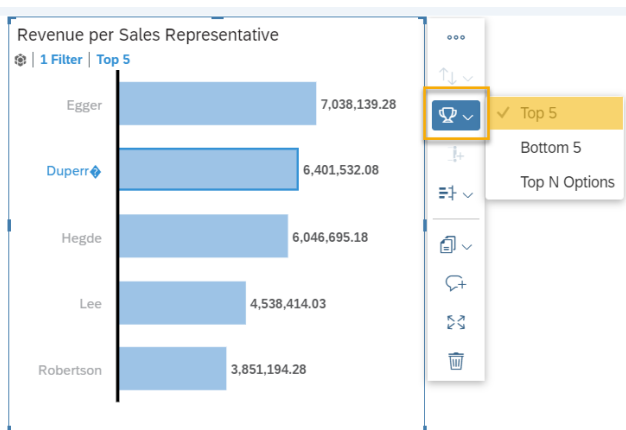 Revenue per Sales Representative
1 Filter | Top 5
Egger 7,038,139.28
Duperr� 6,401,532.08
Hegde 6,046,695.18
Lee 4,538,414.03
Robertson 3,851,194.28
Top 5
Bottom 5
Top N Options